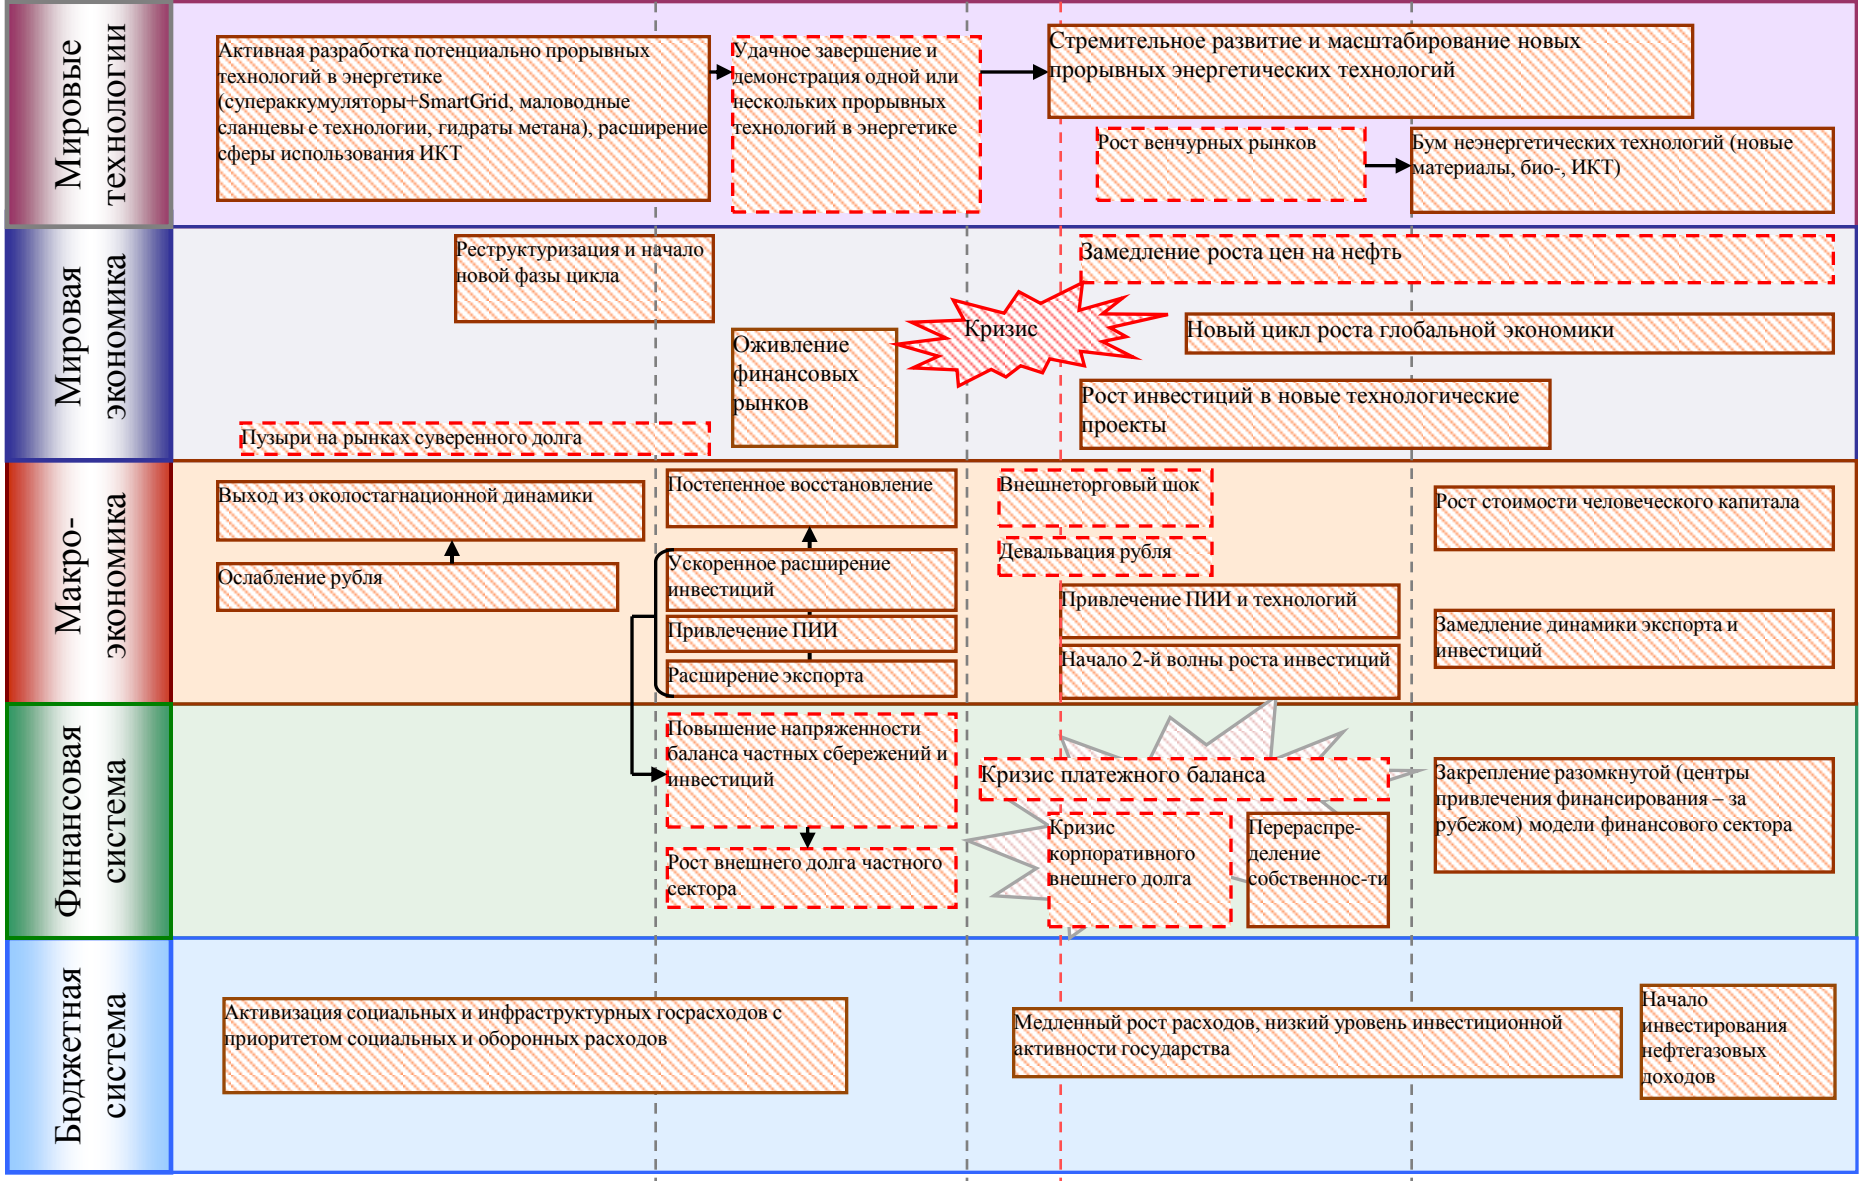 Мировые
технологии
Активная разработка потенциально прорывных
технологий в энергетике
(супераккумуляторы+SmartGrid, маловодные
сланцевы е технологии, гидраты метана), расширение
сферы использования ИКТ
Удачное завершение и
демонстрация одной или
нескольких прорывных
технологий в энергетике
Стремительное развитие и масштабирование новых
прорывных энергетических технологий
Рост венчурных рынков
Бум неэнергетических технологий (новые
материалы, био-, ИКТ)
Мировая
экономика
Реструктуризация и начало
новой фазы цикла
Пузыри на рынках суверенного долга
Оживление
финансовых
рынков
Кризис
Замедление роста цен на нефть
Новый цикл роста глобальной экономики
Рост инвестиций в новые технологические
проекты
Макро-
экономика
Выход из околостагнационной динамики
Ослабление рубля
Постепенное восстановление
Ускоренное расширение
инвестиций
Привлечение ПИИ
Расширение экспорта
Внешнеторговый шок
Девальвация рубля
Привлечение ПИИ и технологий
Начало 2-й волны роста инвестиций
Рост стоимости человеческого капитала
Замедление динамики экспорта и
инвестиций
Финансовая
система
Повышение напряженности
баланса частных сбережений и
инвестиций
Рост внешнего долга частного
сектора
Кризис платежного баланса
Кризис
корпоративного
внешнего долга
Перераспре-
деление
собственнос-ти
Закрепление разомкнутой (центры
привлечения финансирования – за
рубежом) модели финансового сектора
Бюджетная
система
Активизация социальных и инфраструктурных госрасходов с
приоритетом социальных и оборонных расходов
Медленный рост расходов, низкий уровень инвестиционной
активности государства
Начало
инвестирования
нефтегазовых
доходов